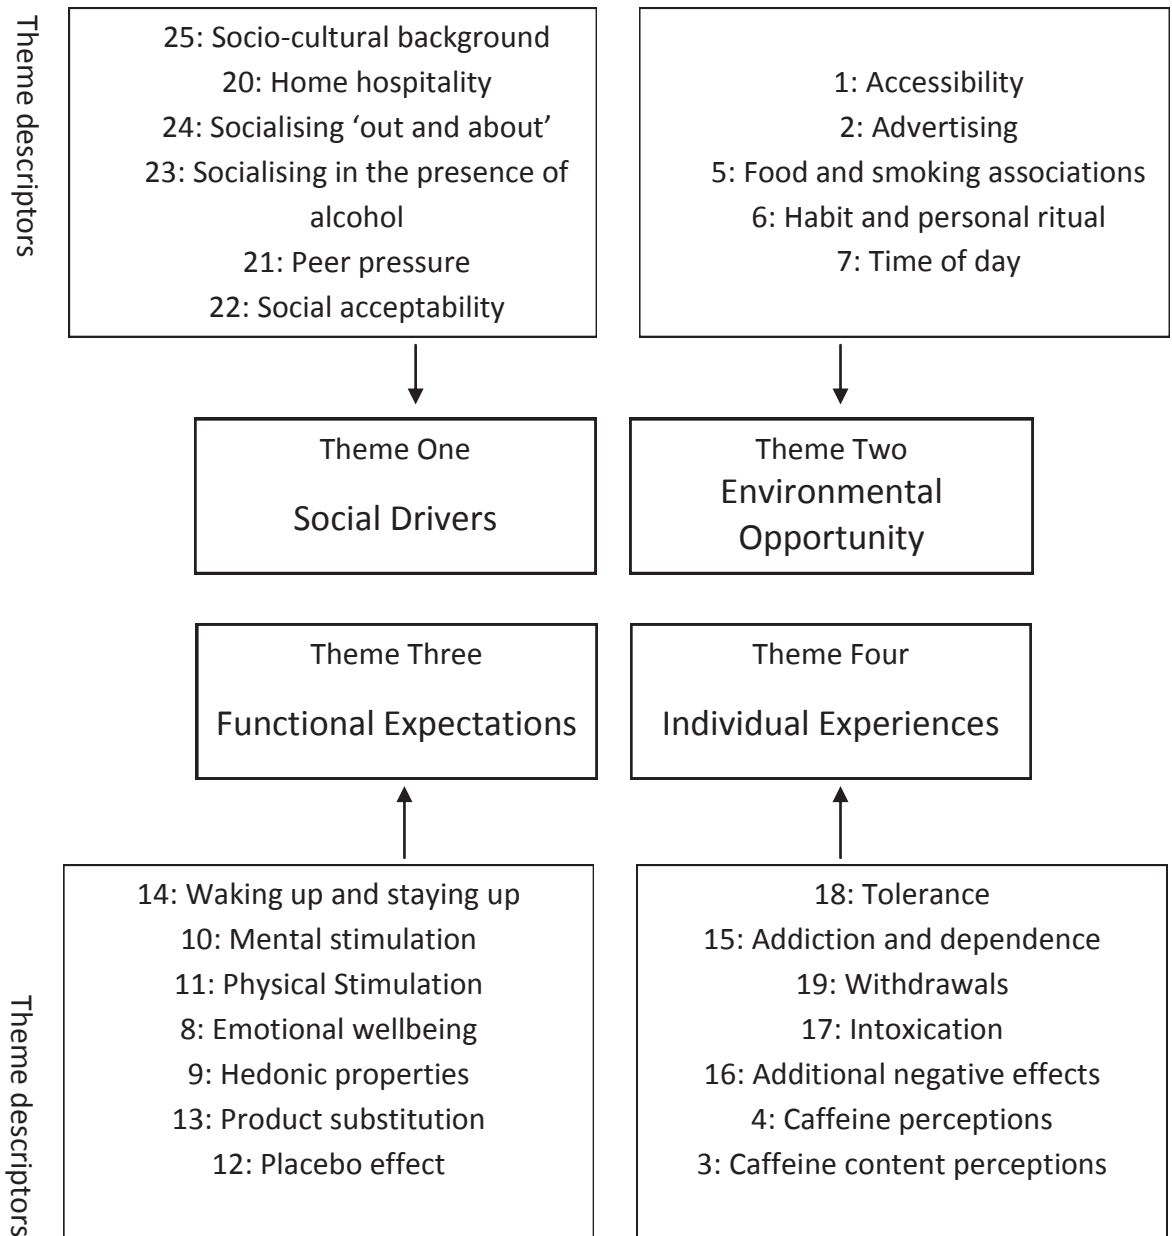 Theme descriptors
25: Socio-cultural background
20: Home hospitality
24: Socialising ‘out and about’
23: Socialising in the presence of
alcohol
21: Peer pressure
22: Social acceptability
1: Accessibility
2: Advertising
5: Food and smoking associations
6: Habit and personal ritual
7: Time of day
Theme One
Social Drivers
Theme Two
Environmental
Opportunity
Theme Three
Functional Expectations
Theme Four
Individual Experiences
Theme descriptors
14: Waking up and staying up
10: Mental stimulation
11: Physical Stimulation
8: Emotional wellbeing
9: Hedonic properties
13: Product substitution
12: Placebo effect
18: Tolerance
15: Addiction and dependence
19: Withdrawals
17: Intoxication
16: Additional negative effects
4: Caffeine perceptions
3: Caffeine content perceptions